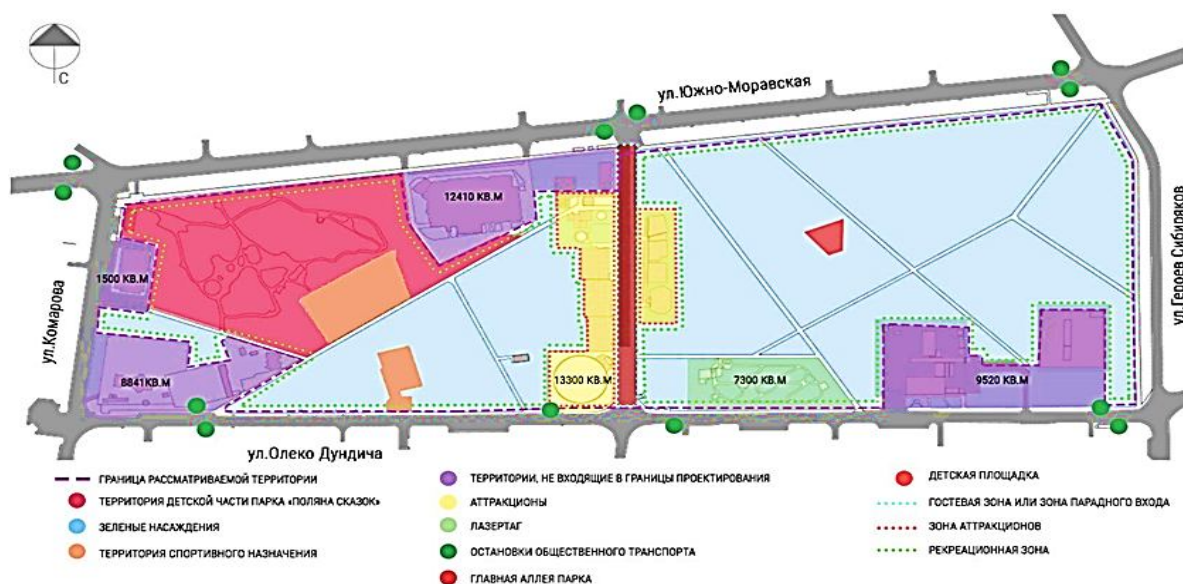 С
ул.Южно-Моравская
12410 КВ.М
1500 КВ.М
ул.Комарова
ул.Героев Сибиряков
8841КВ.М
13300 КВ.М
7300 КВ.М
9520 КВ.М
ул.Олеко Дундича
ГРАНИЦА РАССМАТРИВАЕМОЙ ТЕРРИТОРИИ
ТЕРРИТОРИЯ ДЕТСКОЙ ЧАСТИ ПАРКА «ПОЛЯНА СКАЗОК»
ЗЕЛЕНЫЕ НАСАЖДЕНИЯ
ТЕРРИТОРИЯ СПОРТИВНОГО НАЗНАЧЕНИЯ
ТЕРРИТОРИИ, НЕ ВХОДЯЩИЕ В ГРАНИЦЫ ПРОЕКТИРОВАНИЯ
АТТРАКЦИОНЫ
ЛАЗЕРТАГ
ОСТАНОВКИ ОБЩЕСТВЕННОГО ТРАНСПОРТА
ГЛАВНАЯ АЛЛЕЯ ПАРКА
ДЕТСКАЯ ПЛОЩАДКА
ГОСТЕВАЯ ЗОНА ИЛИ ЗОНА ПАРАДНОГО ВХОДА
ЗОНА АТТРАКЦИОНОВ
РЕКРЕАЦИОННАЯ ЗОНА